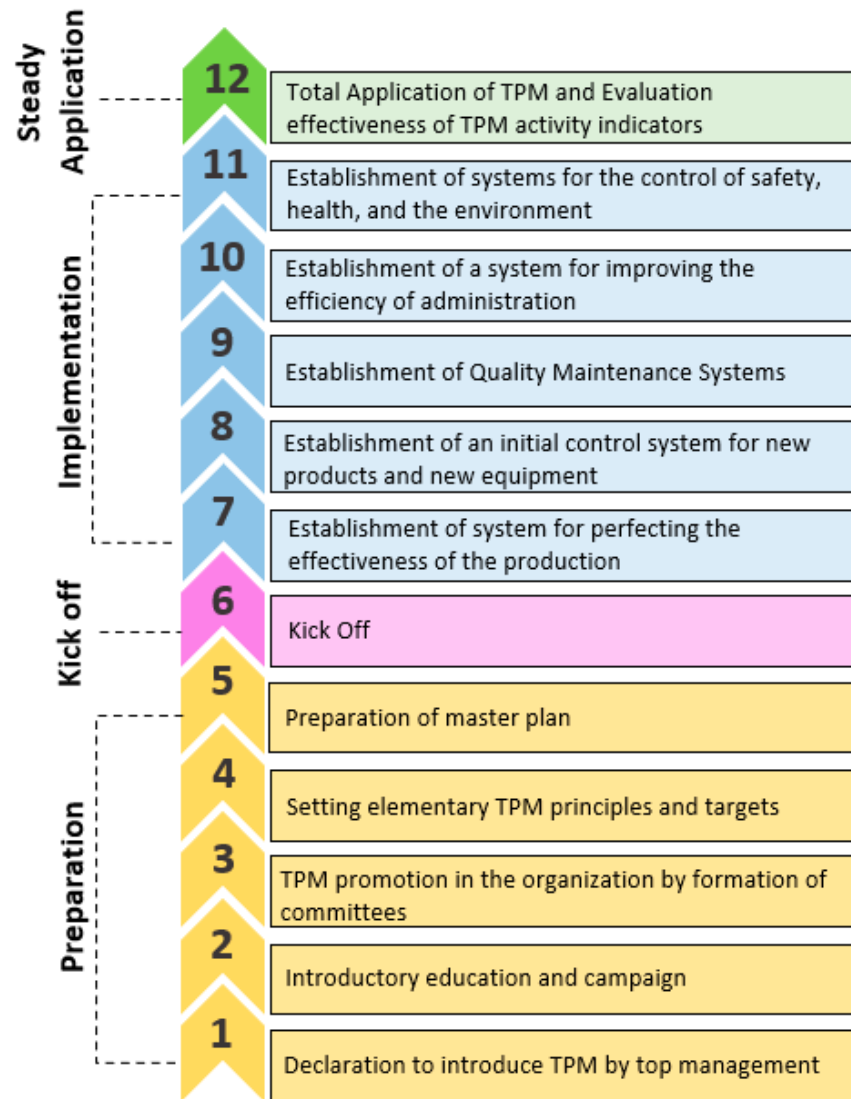 Steady
Application
12
Total Application of TPM and Evaluation
effectiveness of TPM activity indicators
Implementation
11
Establishment of systems for the control of safety,
health, and the environment
10
Establishment of a system for improving the
efficiency of administration
9
Establishment of Quality Maintenance Systems
8
Establishment of an initial control system for new
products and new equipment
7
Establishment of system for perfecting the
effectiveness of the production
Kick off
6
Kick Off
Preparation
5
Preparation of master plan
4
Setting elementary TPM principles and targets
3
TPM promotion in the organization by formation of
committees
2
Introductory education and campaign
1
Declaration to introduce TPM by top management